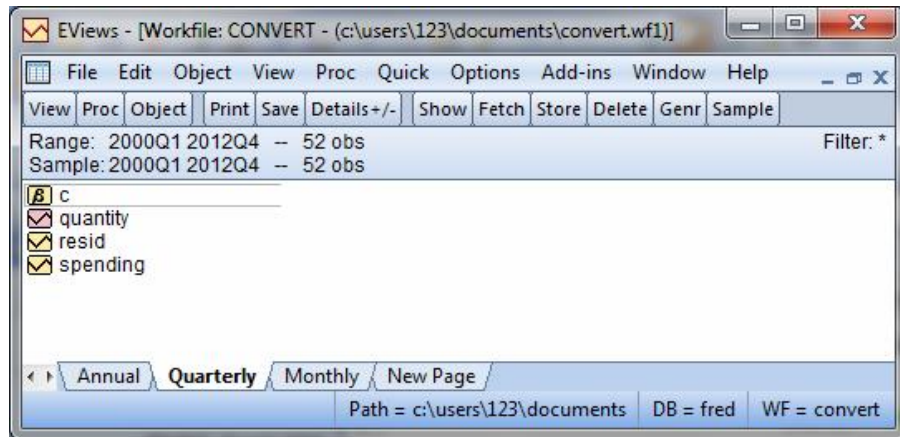 EViews - [Workfile: CONVERT - (c:\users\123\documents\convert.wf1)]
File Edit Object View Proc Quick Options Add-ins Window Help
View Proc Object Print Save Details+/- Show Fetch Store Delete Genr Sample
Range: 2000Q1 2012Q4 -- 52 obs Filter: *
Sample: 2000Q1 2012Q4 -- 52 obs
β c
quantity
resid
spending
Annual Quarterly Monthly New Page
Path = c:\users\123\documents DB = fred WF = convert